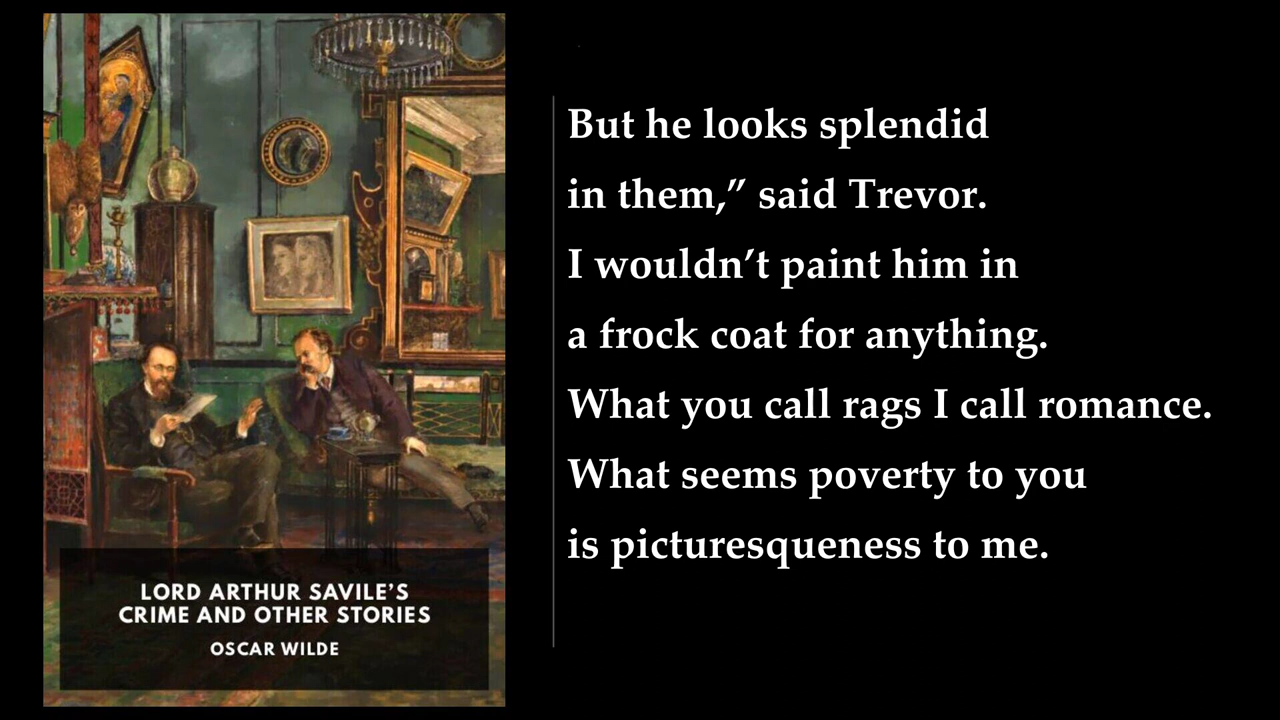 But he looks splendid
in them,” said Trevor.
I wouldn’t paint him in
a frock coat for anything.
What you call rags I call romance.
What seems poverty to you
is picturesqueness to me.
LORD ARTHUR SAVILE’S
CRIME AND OTHER STORIES
OSCAR WILDE